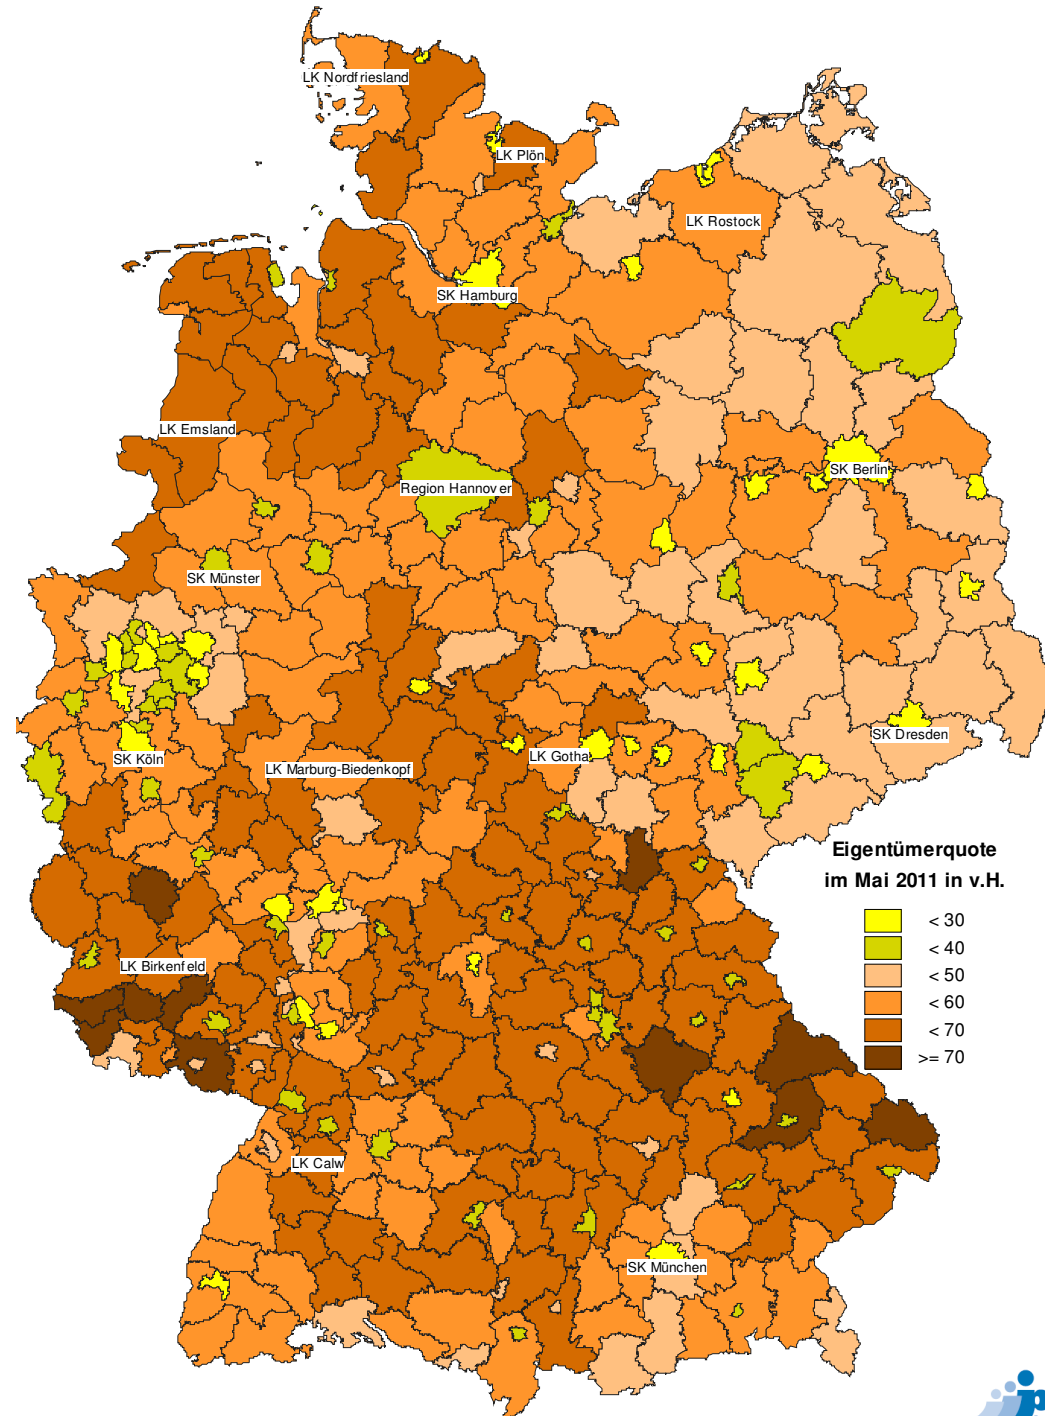 LK Nordfriesland
LK Plön
LK Rostock
SK Hamburg
LK Emsland
SK Berlin
Region Hannover
SK Münster
SK Dresden
SK Köln
LK Gotha
LK Marburg-Biedenkopf
Eigentümerquote
im Mai 2011 in v.H.
< 30
< 40
< 50
< 60
< 70
>= 70
LK Birkenfeld
LK Calw
SK München